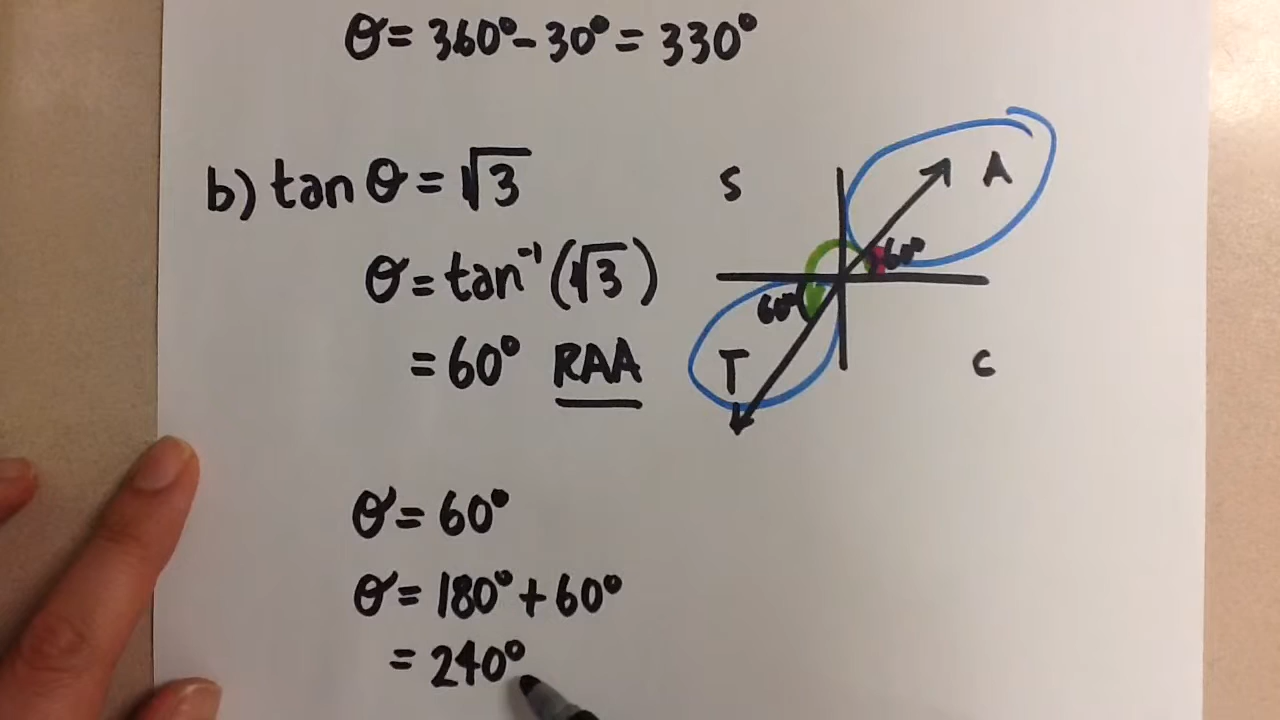 θ = 360° - 30° = 330°
b) tan θ = √3
θ = tan⁻¹ (√3)
= 60° RAA
S
A
60°
60°
T
C
θ = 60°
θ = 180° + 60°
= 240°